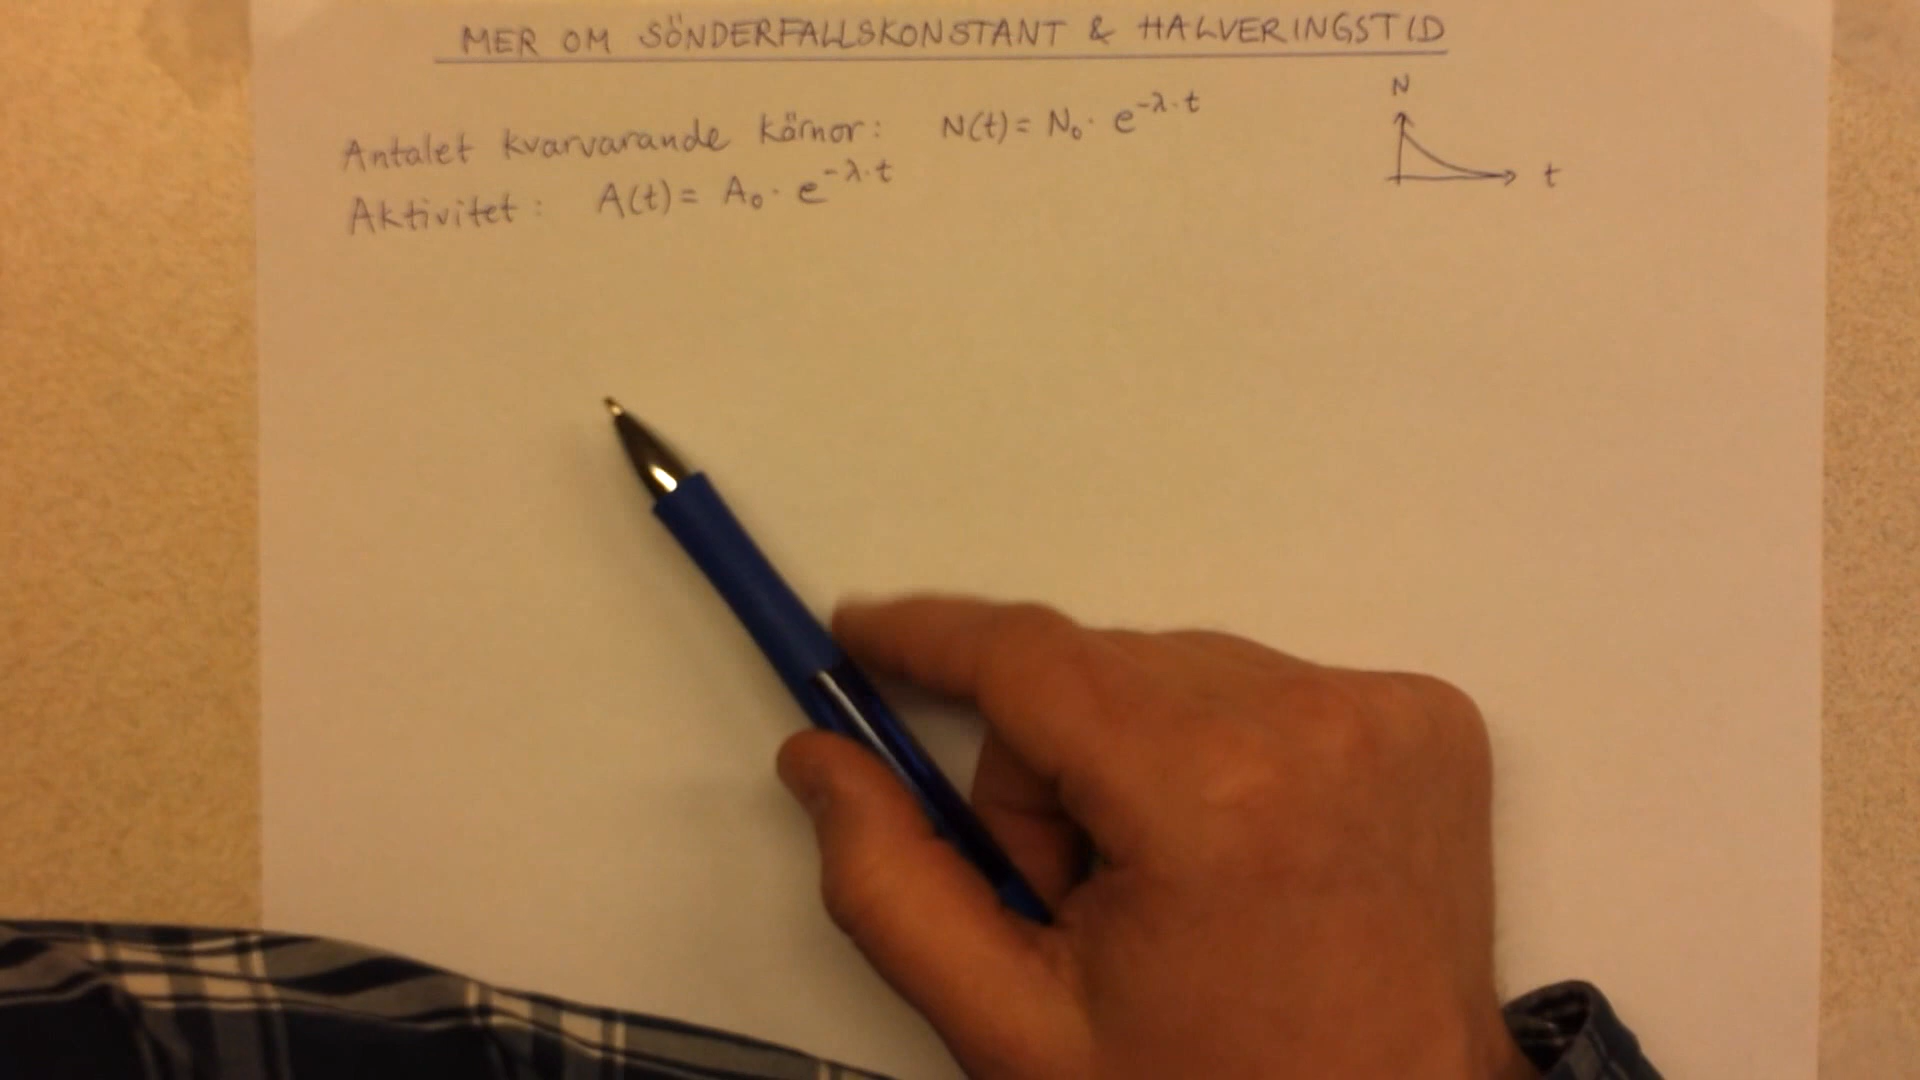 MER OM SÖNDERFALLSKONSTANT & HALVERINGSTID
Antalet kvarvarande kärnor: N(t) = N₀ · e^(-λ·t)
Aktivitet: A(t) = A₀ · e^(-λ·t)
N
t